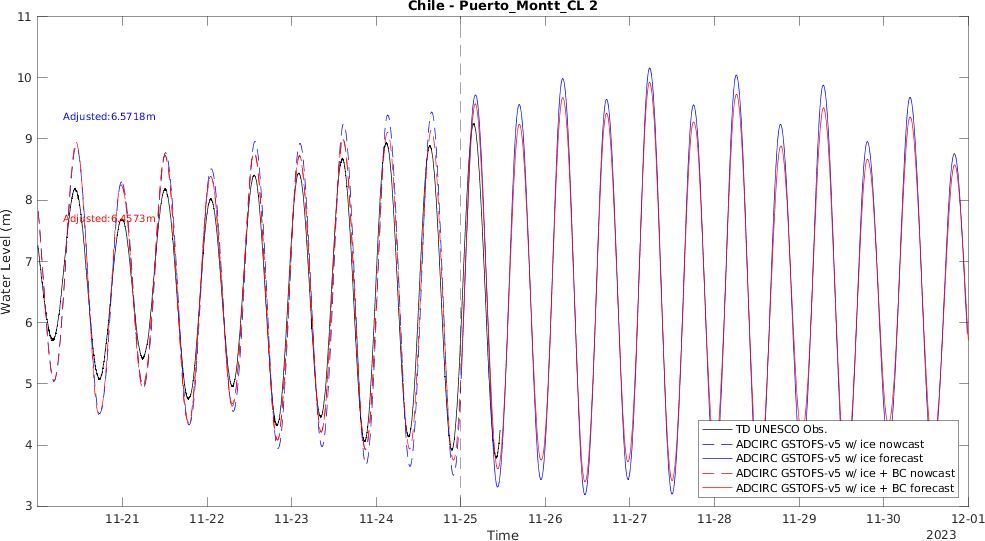 Chile - Puerto_Montt_CL 2
11
10
9
8
7
6
5
4
3
Water Level (m)
Adjusted:6.5718m
Adjusted:6.4573m
TD UNESCO Obs.
ADCIRC GSTOFS-v5 w/ ice nowcast
ADCIRC GSTOFS-v5 w/ ice forecast
ADCIRC GSTOFS-v5 w/ ice + BC nowcast
ADCIRC GSTOFS-v5 w/ ice + BC forecast
11-21
11-22
11-23
11-24
11-25
11-26
11-27
11-28
11-29
11-30
12-01
Time
2023